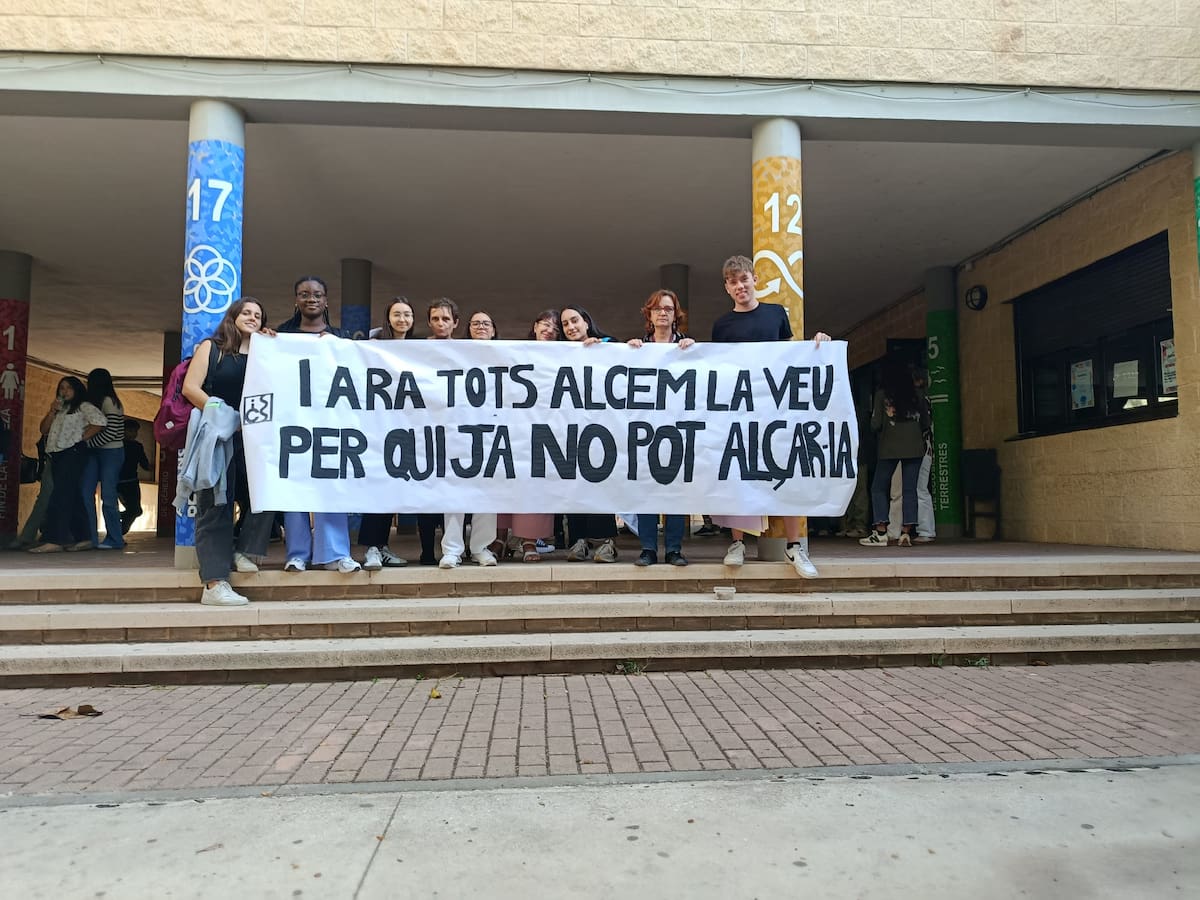 17
12
1
I ARA TOTS ALCEM LA VEU
PER QUI JA NO POT ALÇAR-LA
5
TERRESTRES